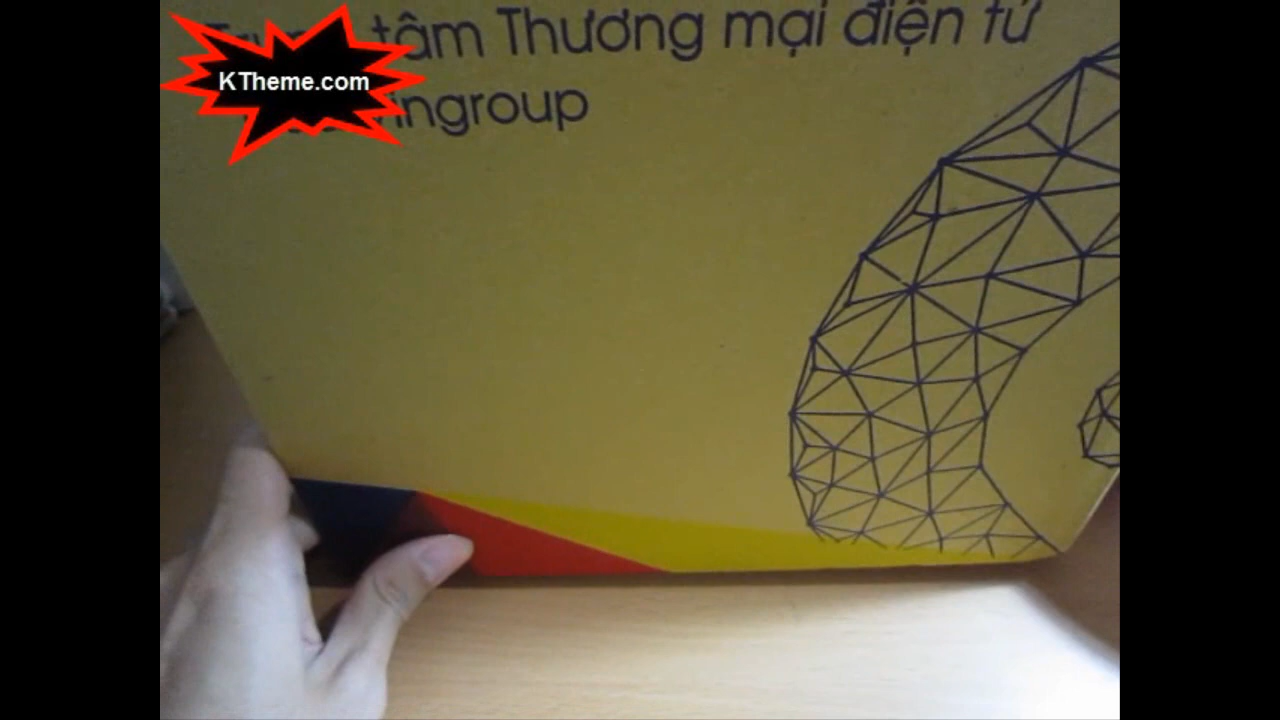 KTheme.com
tâm Thương mại điện tử
ingroup